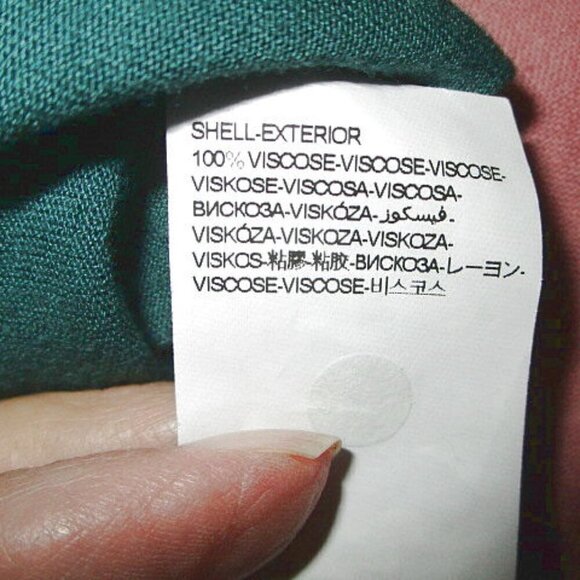 SHELL-EXTERIOR
100% VISCOSE-VISCOSE-VISCOSE-
VISKOSE-VISCOSA-VISCOSA-
ВИСКОЗА-VISKÓZA-فيسكوز-
VISKÓZA-VISKOZA-VISKOZA-
VISKOS-粘膠-粘胶-ВИСКОЗА-レーヨン-
VISCOSE-VISCOSE-비스코스